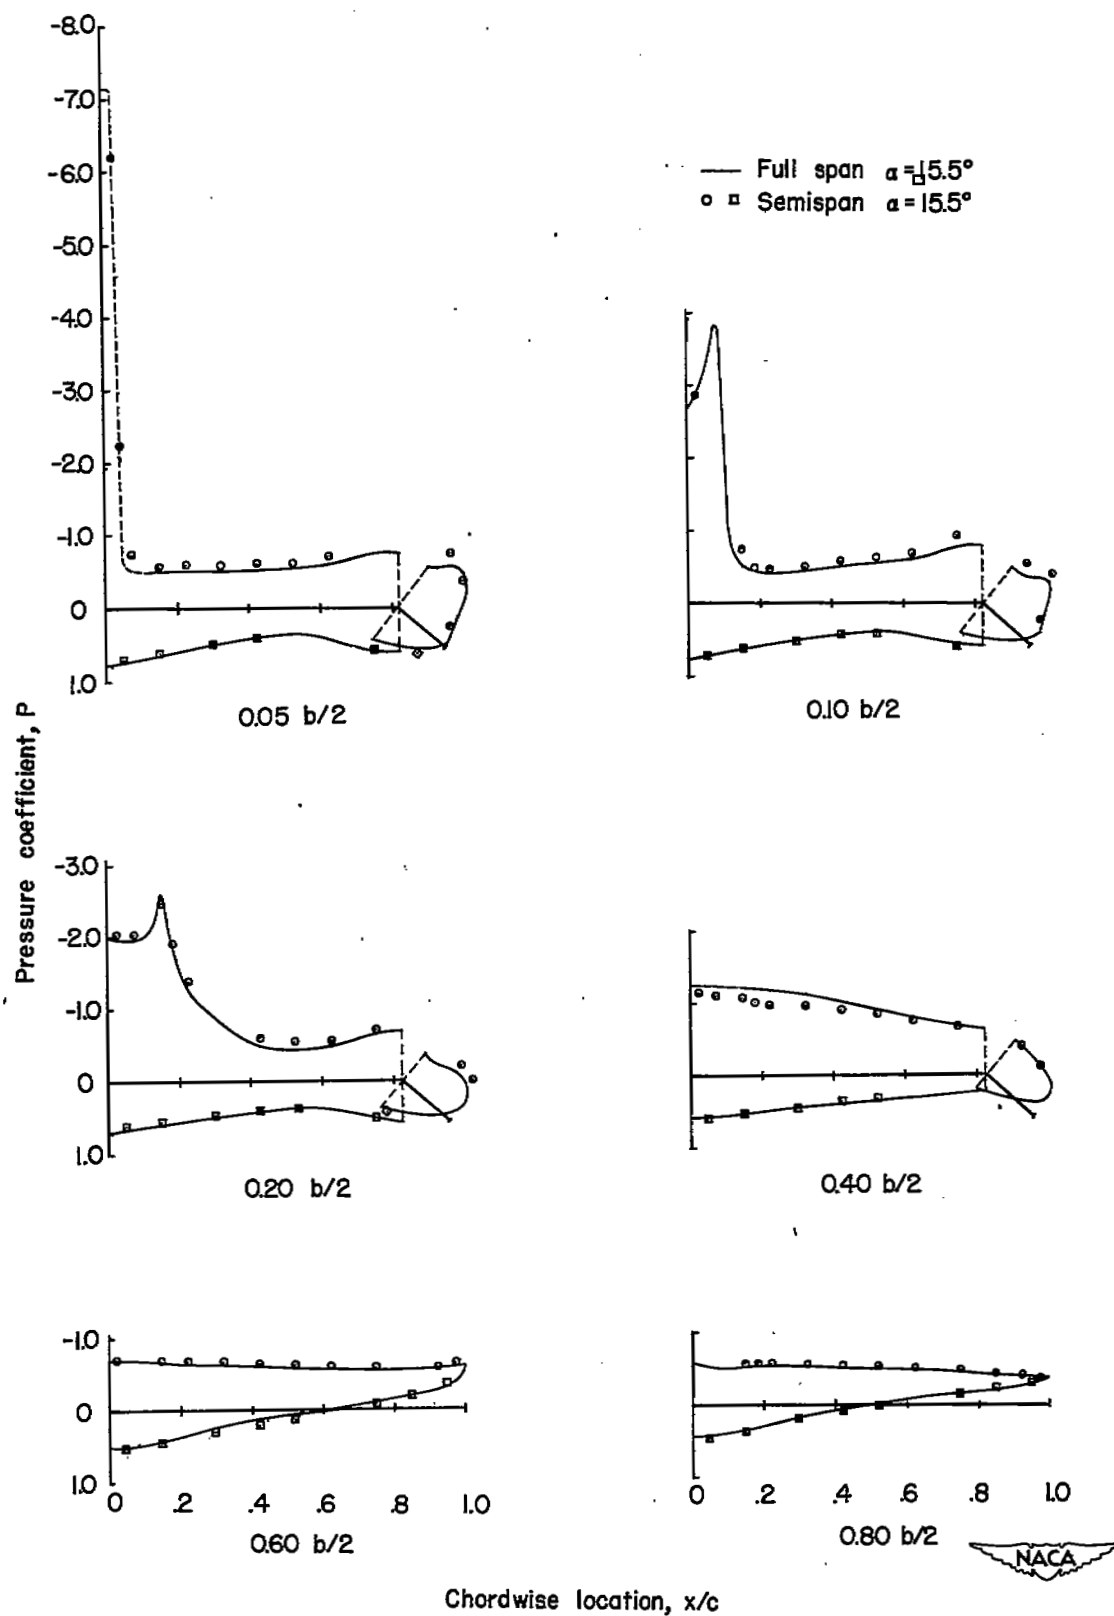 -8.0
-7.0
-6.0
-5.0
-4.0
-3.0
-2.0
-1.0
0
1.0
Full span α=15.5°
Semispan α=15.5°
0.05 b/2
0.10 b/2
Pressure coefficient, P
-3.0
-2.0
-1.0
0
1.0
0.20 b/2
0.40 b/2
-1.0
0
1.0
0 .2 .4 .6 .8 1.0
0 .2 .4 .6 .8 1.0
0.60 b/2
0.80 b/2
NACA
Chordwise location, x/c